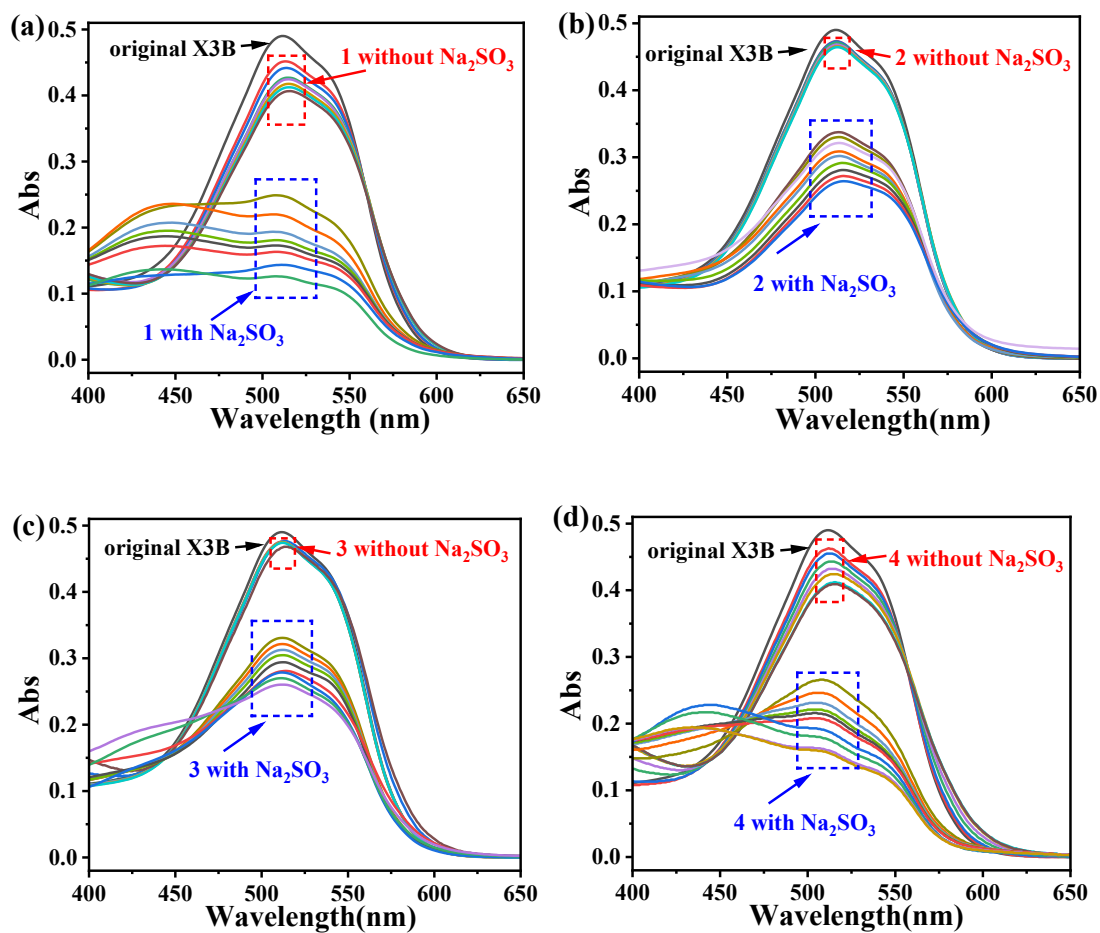 (a)
original X3B
1 without Na₂SO₃
1 with Na₂SO₃
0.5
0.4
0.3
0.2
0.1
0.0
Abs
400 450 500 550 600 650
Wavelength (nm)
(b)
original X3B
2 without Na₂SO₃
2 with Na₂SO₃
0.5
0.4
0.3
0.2
0.1
0.0
Abs
400 450 500 550 600 650
Wavelength(nm)
(c)
original X3B
3 without Na₂SO₃
3 with Na₂SO₃
0.5
0.4
0.3
0.2
0.1
0.0
Abs
400 450 500 550 600 650
Wavelength(nm)
(d)
original X3B
4 without Na₂SO₃
4 with Na₂SO₃
0.5
0.4
0.3
0.2
0.1
0.0
Abs
400 450 500 550 600 650
Wavelength(nm)